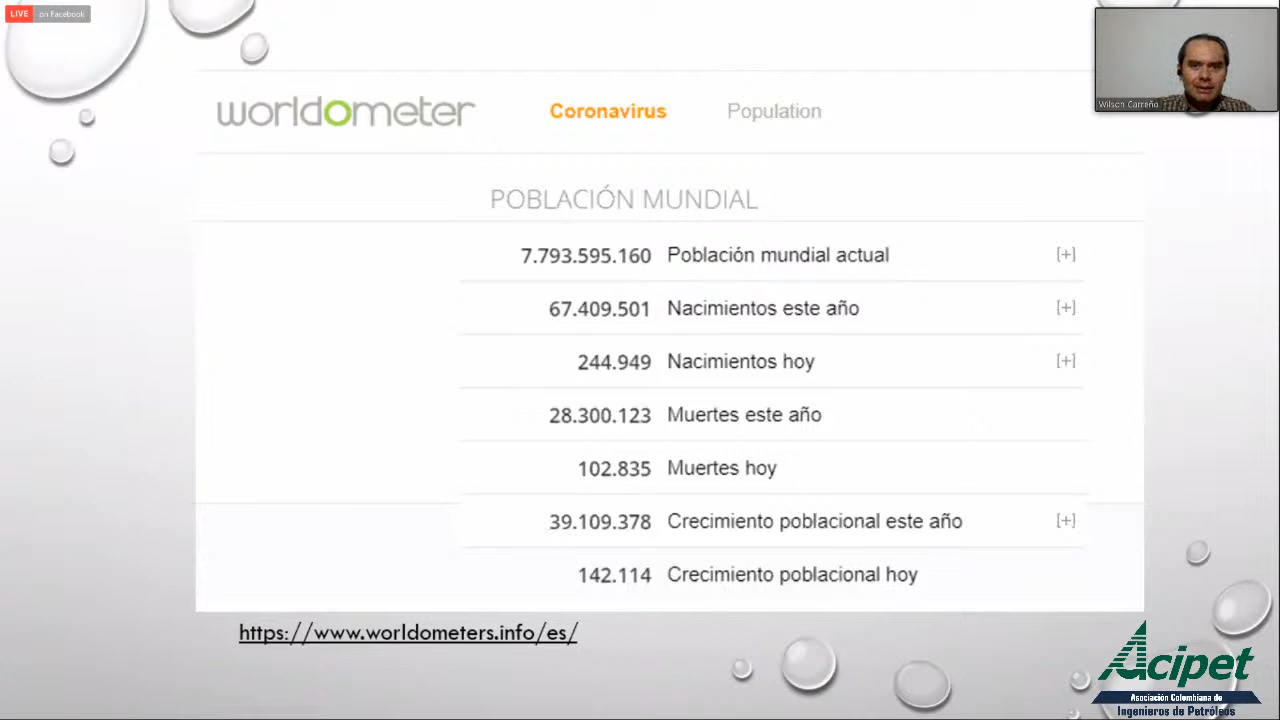 LIVE on Facebook
Wilson Carreño
worldometer Coronavirus Population
POBLACIÓN MUNDIAL
7.793.595.160 Población mundial actual [+]
67.409.501 Nacimientos este año [+]
244.949 Nacimientos hoy [+]
28.300.123 Muertes este año
102.835 Muertes hoy
39.109.378 Crecimiento poblacional este año [+]
142.114 Crecimiento poblacional hoy
https://www.worldometers.info/es/
Acipet
Asociación Colombiana de
Ingenieros de Petróleos